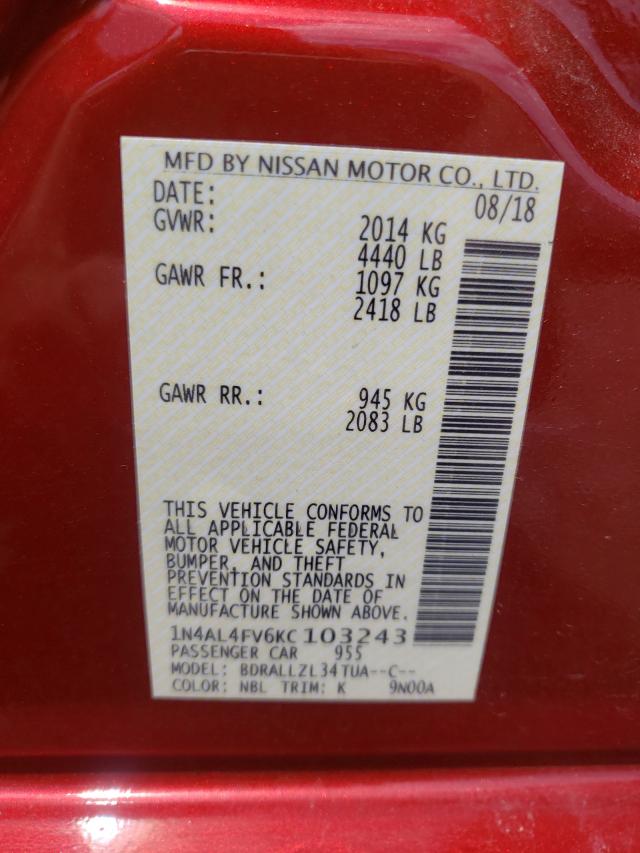 MFD BY NISSAN MOTOR CO., LTD.
DATE: 08/18
GVWR: 2014 KG
4440 LB
GAWR FR.: 1097 KG
2418 LB
GAWR RR.: 945 KG
2083 LB
THIS VEHICLE CONFORMS TO
ALL APPLICABLE FEDERAL
MOTOR VEHICLE SAFETY,
BUMPER, AND THEFT
PREVENTION STANDARDS IN
EFFECT ON THE DATE OF
MANUFACTURE SHOWN ABOVE.
1N4AL4FV6KC103243
PASSENGER CAR 955
MODEL: BDRALLZL34TUA--C--
COLOR: NBL TRIM: K 9N00A